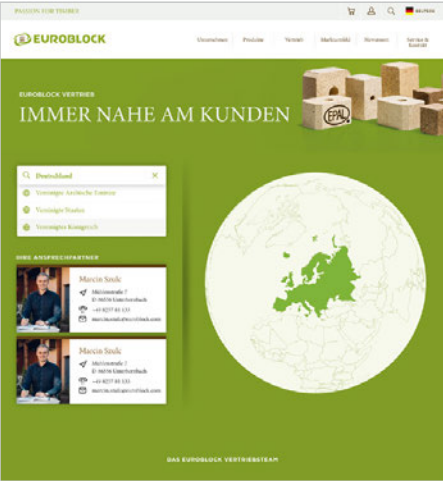 PASSION FOR TIMBER
EUROBLOCK
Unternehmen
Produkte
Vertrieb
Marktumfeld
Newsroom
Service &
Kontakt
EUROBLOCK VERTRIEB
IMMER NAHE AM KUNDEN
EPAL
Deutschland
Vereinigte Arabische Emirate
Vereinigte Staaten
Vereinigtes Königreich
IHRE ANSPRECHPARTNER
Marcin Szulc
Marcin Szulc
DAS EUROBLOCK VERTRIEBSTEAM